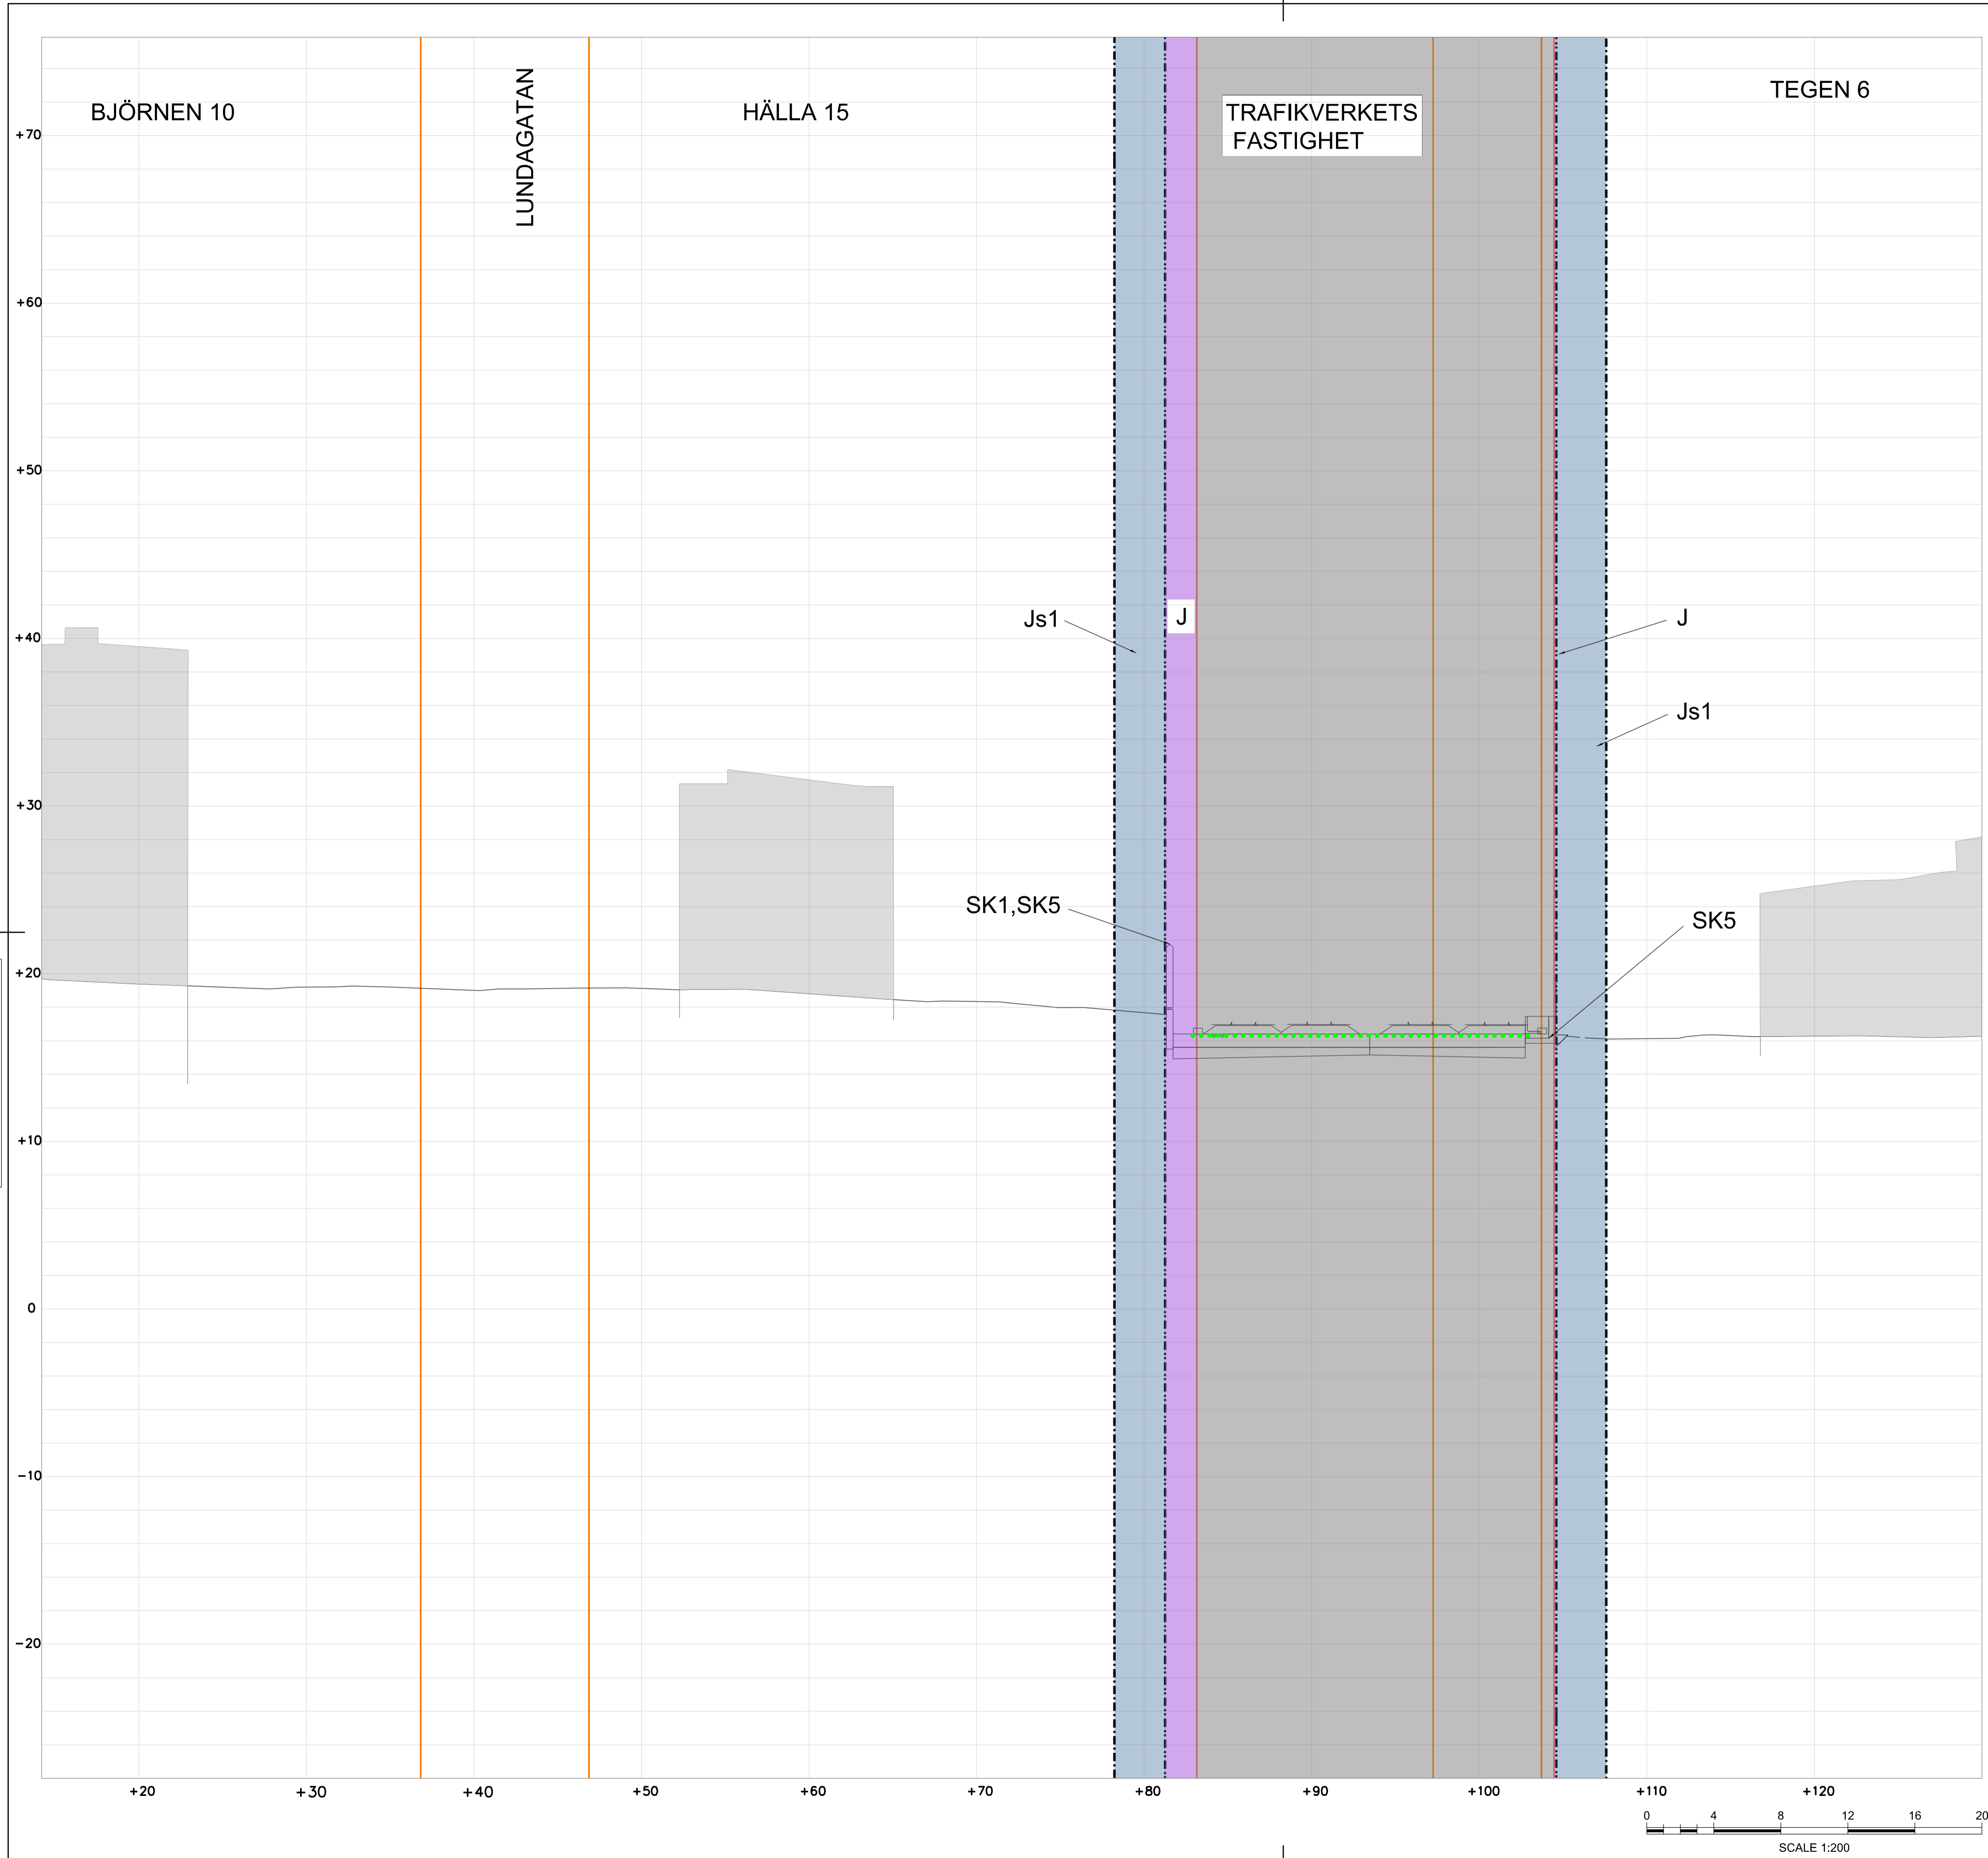 TEGEN 6
BJÖRNEN 10
LUNDAGATAN
HÄLLA 15
TRAFIKVERKETS
FASTIGHET
+70
+60
+50
Js1
J
J
+40
Js1
+30
SK1,SK5
SK5
+20
+10
0
-10
-20
+20
+30
+40
+50
+60
+70
+80
+90
+100
+110
+120
0
4
8
12
16
20
SCALE 1:200